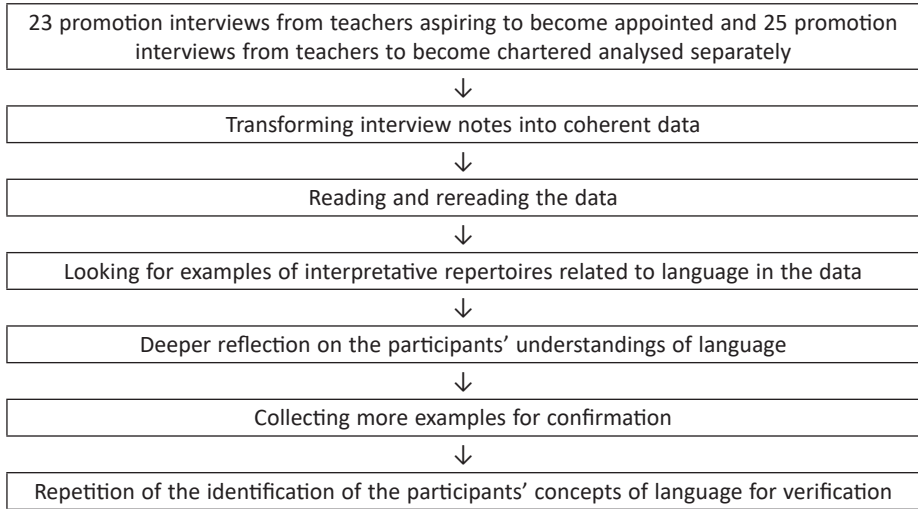 23 promotion interviews from teachers aspiring to become appointed and 25 promotion
interviews from teachers to become chartered analysed separately
↓
Transforming interview notes into coherent data
↓
Reading and rereading the data
↓
Looking for examples of interpretative repertoires related to language in the data
↓
Deeper reflection on the participants’ understandings of language
↓
Collecting more examples for confirmation
↓
Repetition of the identification of the participants’ concepts of language for verification